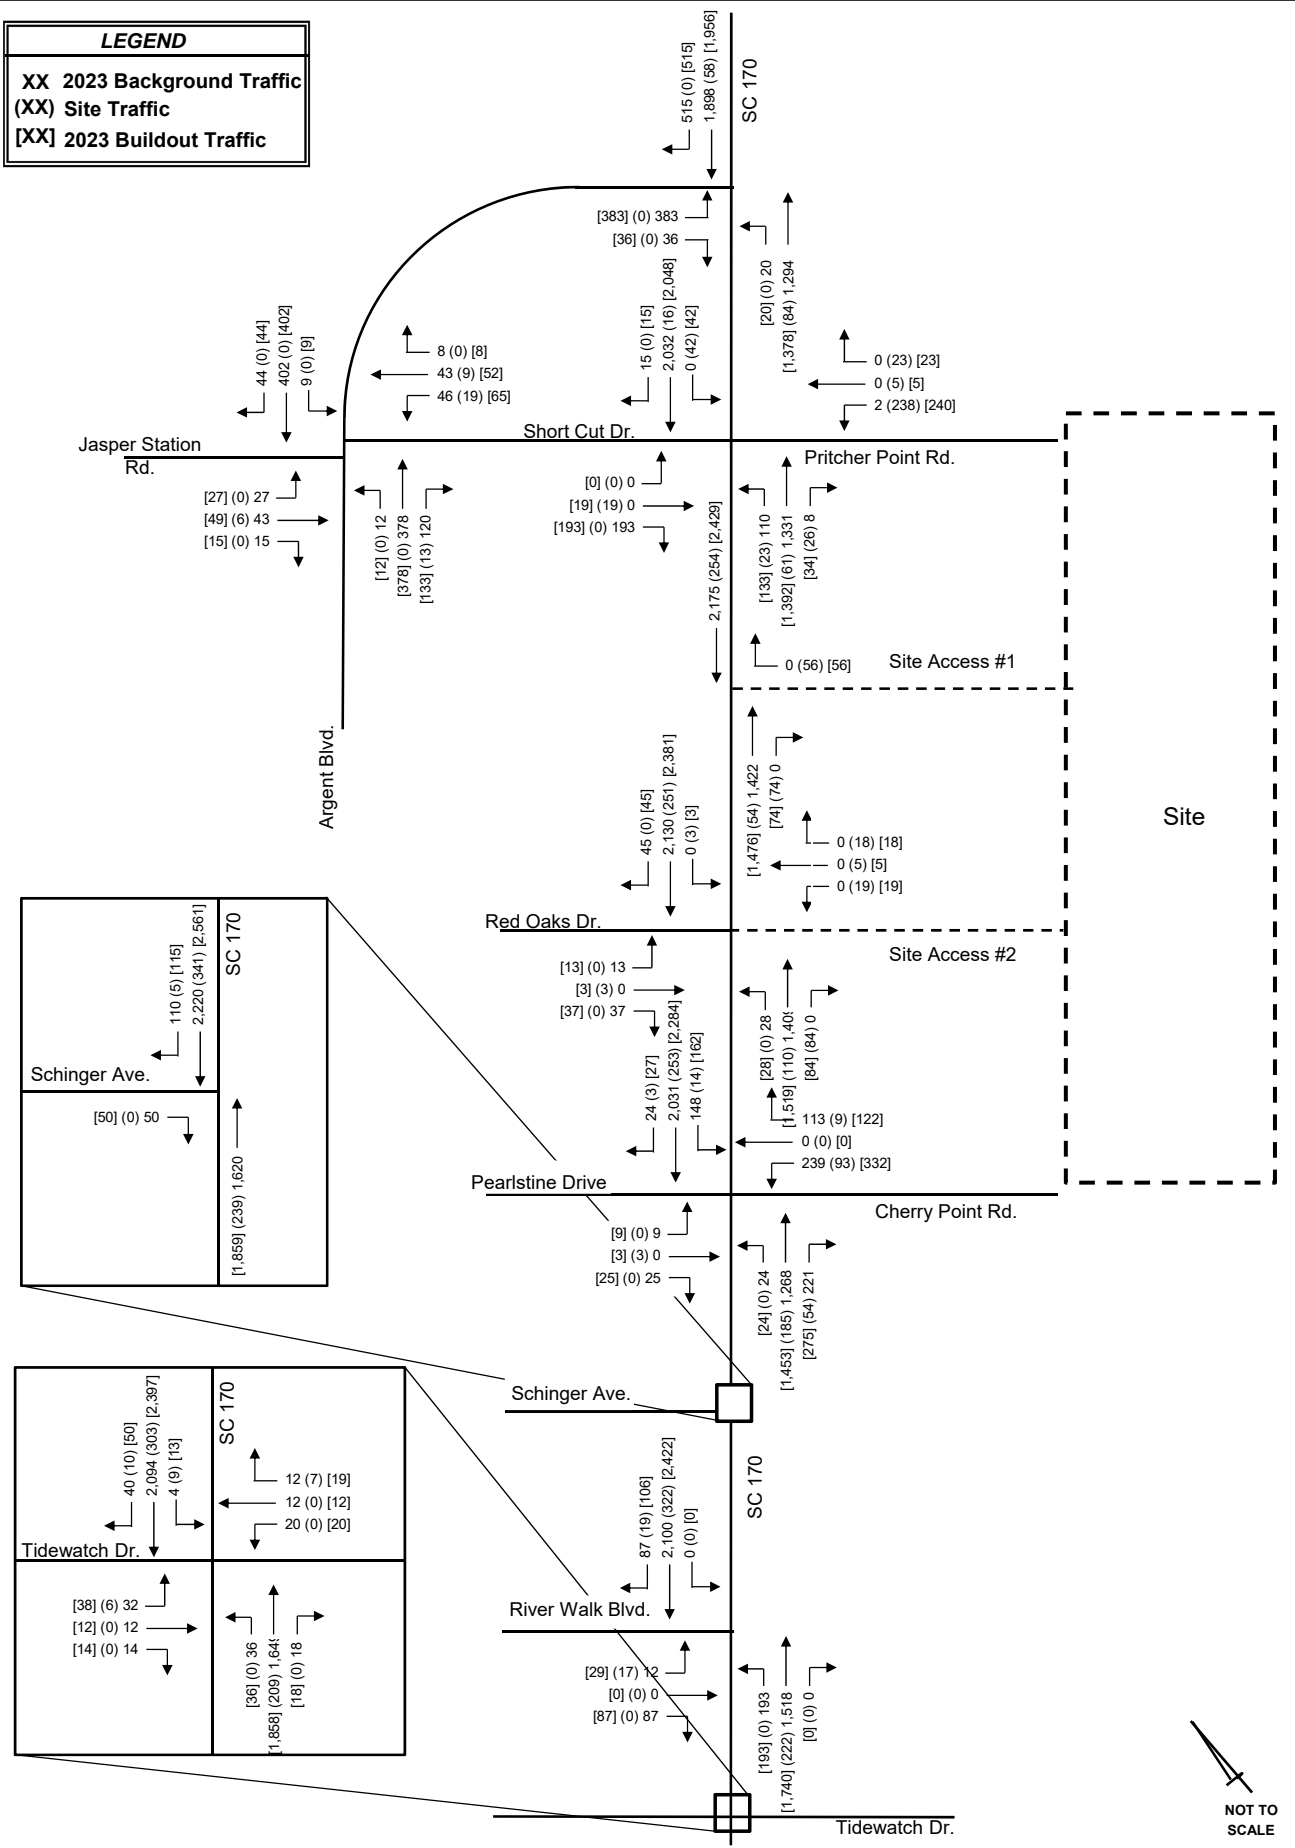 LEGEND
XX 2023 Background Traffic
(XX) Site Traffic
[XX] 2023 Buildout Traffic
515 (0) [515]
1,898 (58) [1,956]
SC 170
[383] (0) 383
[36] (0) 36
[20] (0) 20
[1,378] (84) 1,294
44 (0) [44]
402 (0) [402]
9 (0) [9]
8 (0) [8]
43 (9) [52]
46 (19) [65]
15 (0) [15]
2,032 (16) [2,048]
0 (42) [42]
0 (23) [23]
0 (5) [5]
2 (238) [240]
Jasper Station
Rd.
Short Cut Dr.
Pritcher Point Rd.
[27] (0) 27
[49] (6) 43
[15] (0) 15
[12] (0) 12
[378] (0) 378
[133] (13) 120
[0] (0) 0
[19] (19) 0
[193] (0) 193
2,175 (254) [2,429]
[133] (23) 110
[1,392] (61) 1,331
[34] (26) 8
0 (56) [56]
Site Access #1
Argent Blvd.
[1,476] (54) 1,422
[74] (74) 0
Site
45 (0) [45]
2,130 (251) [2,381]
0 (3) [3]
0 (18) [18]
0 (5) [5]
0 (19) [19]
Red Oaks Dr.
Site Access #2
[13] (0) 13
[3] (3) 0
[37] (0) 37
[28] (0) 28
[1,519] (110)
[84] (84) 0
24 (3) [27]
2,031 (253) [2,284]
148 (14) [162]
113 (9) [122]
0 (0) [0]
239 (93) [332]
Pearlstine Drive
Cherry Point Rd.
[9] (0) 9
[3] (3) 0
[25] (0) 25
[24] (0) 24
[1,453] (185) 1,268
[275] (54) 221
110 (5) [115]
2,220 (341) [2,561]
SC 170
Schinger Ave.
[50] (0) 50
[1,859] (239) 1,620
Schinger Ave.
SC 170
40 (10) [50]
2,094 (303) [2,397]
4 (9) [13]
SC 170
12 (7) [19]
12 (0) [12]
20 (0) [20]
Tidewatch Dr.
[38] (6) 32
[12] (0) 12
[14] (0) 14
[36] (0) 36
[1,858] (209)
[18] (0) 18
87 (19) [106]
2,100 (322) [2,422]
0 (0) [0]
River Walk Blvd.
[29] (17) 12
[0] (0) 0
[87] (0) 87
[193] (0) 193
[1,740] (222) 1,518
[0] (0) 0
Tidewatch Dr.
NOT TO
SCALE